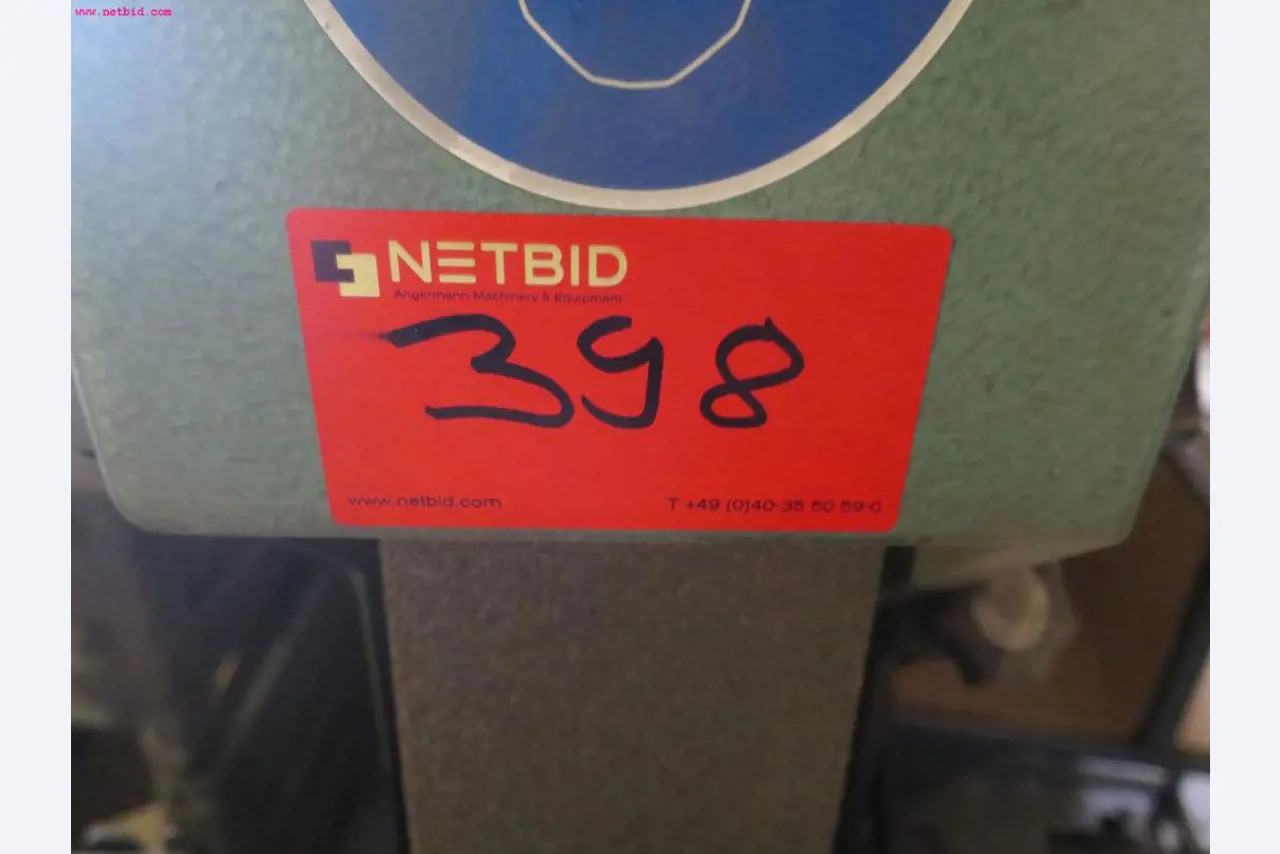 www.netbid.com
NETBID
Angermann Machinery & Equipment
398
www.netbid.com
T +49 (0)40-35 50 59-0